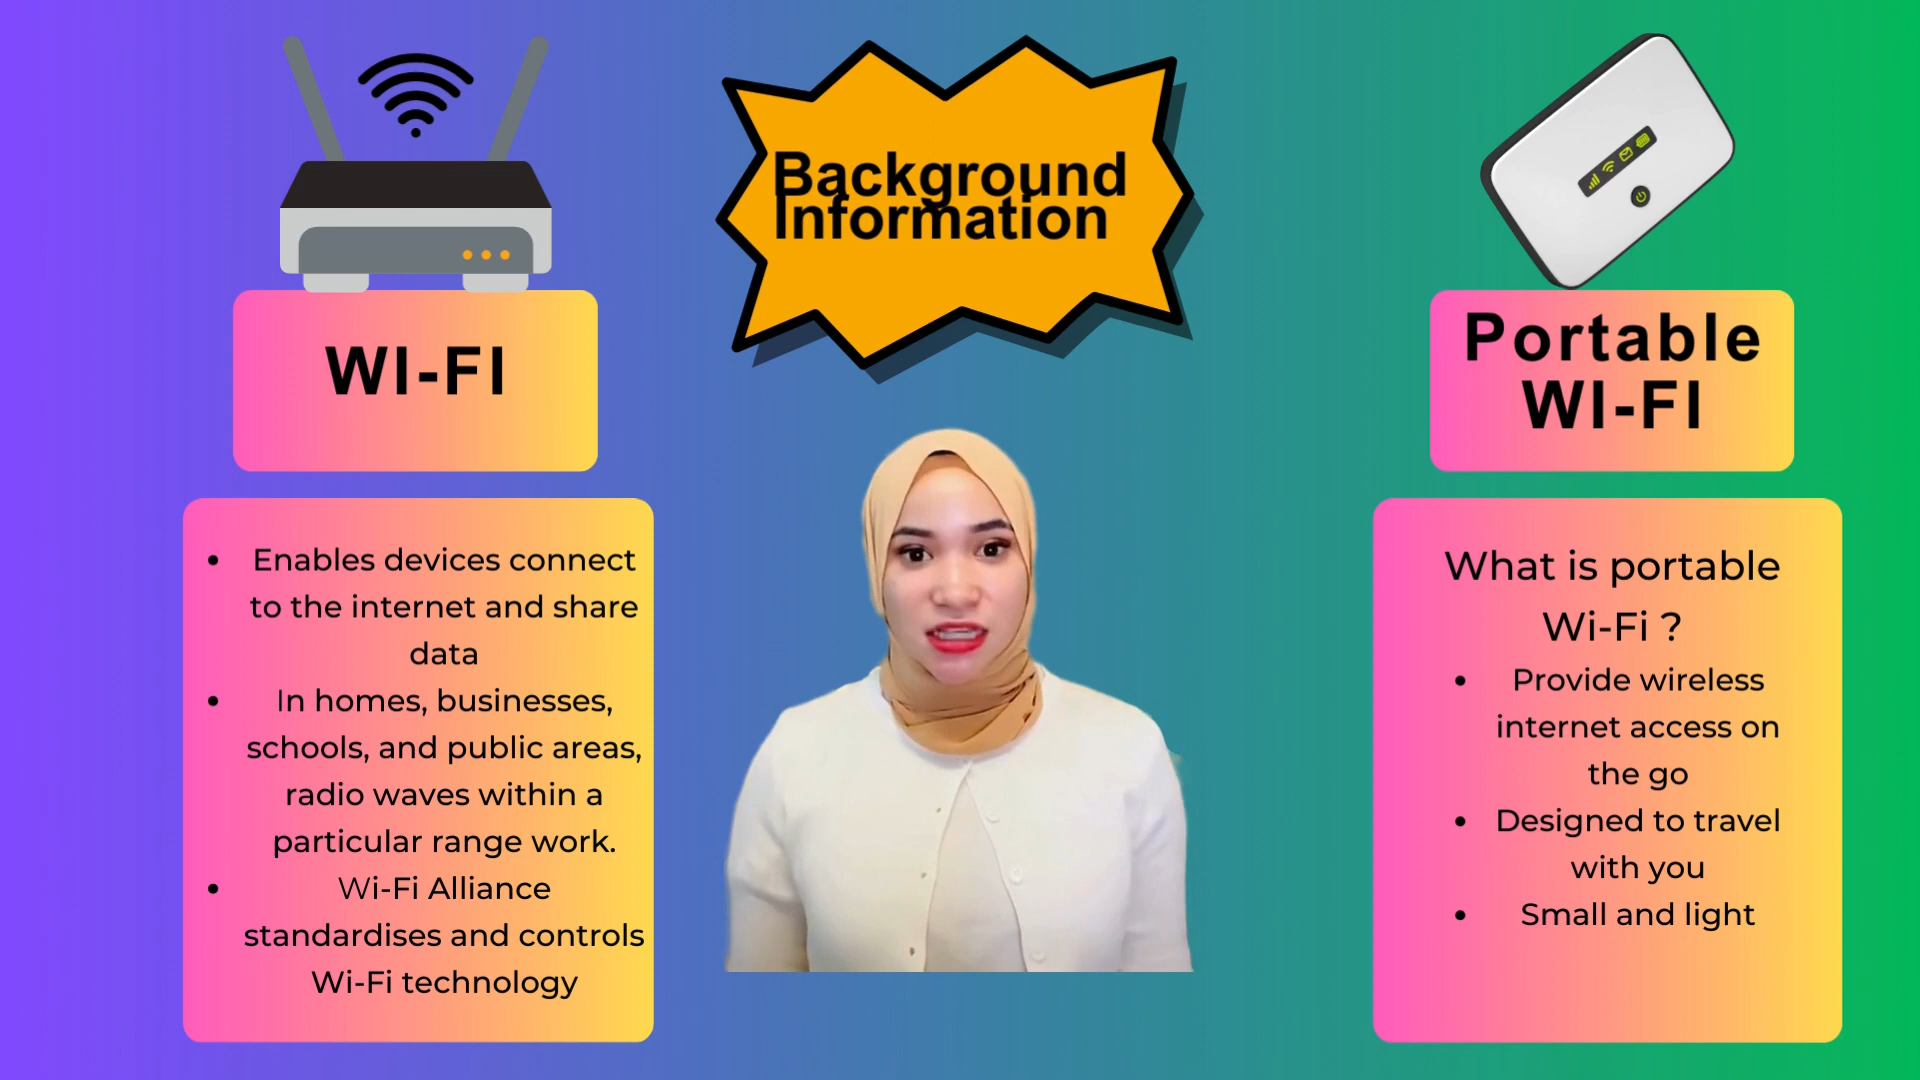 Background
Information
WI-FI
• Enables devices connect
to the internet and share
data
• In homes, businesses,
schools, and public areas,
radio waves within a
particular range work.
• Wi-Fi Alliance
standardises and controls
Wi-Fi technology
Portable
WI-FI
What is portable
Wi-Fi ?
• Provide wireless
internet access on
the go
• Designed to travel
with you
• Small and light